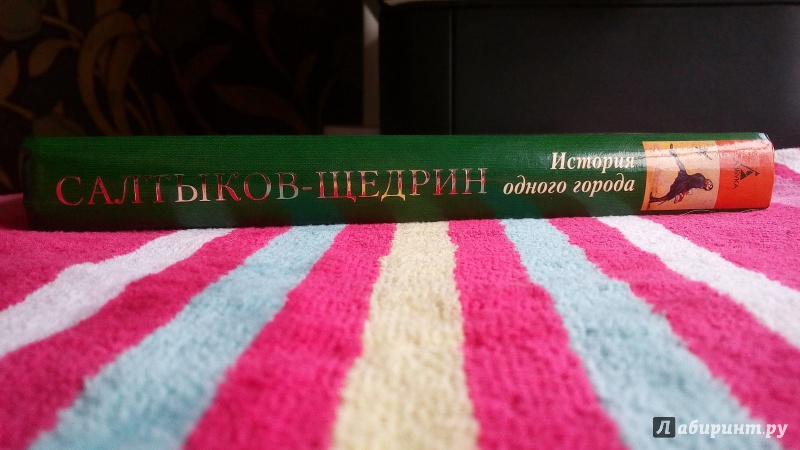 САЛТЫКОВ-ЩЕДРИН
История
одного города
Лабиринт.ру